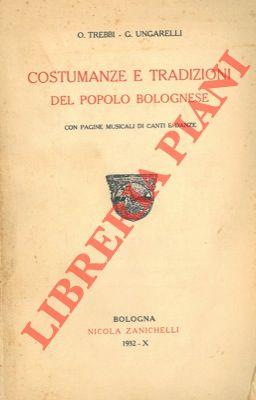 O. TREBBI - G. UNGARELLI
COSTUMANZE E TRADIZIONI
DEL POPOLO BOLOGNESE
CON PAGINE MUSICALI DI CANTI E DANZE
LIBRERIA PIANI
BOLOGNA
NICOLA ZANICHELLI
1932 - X